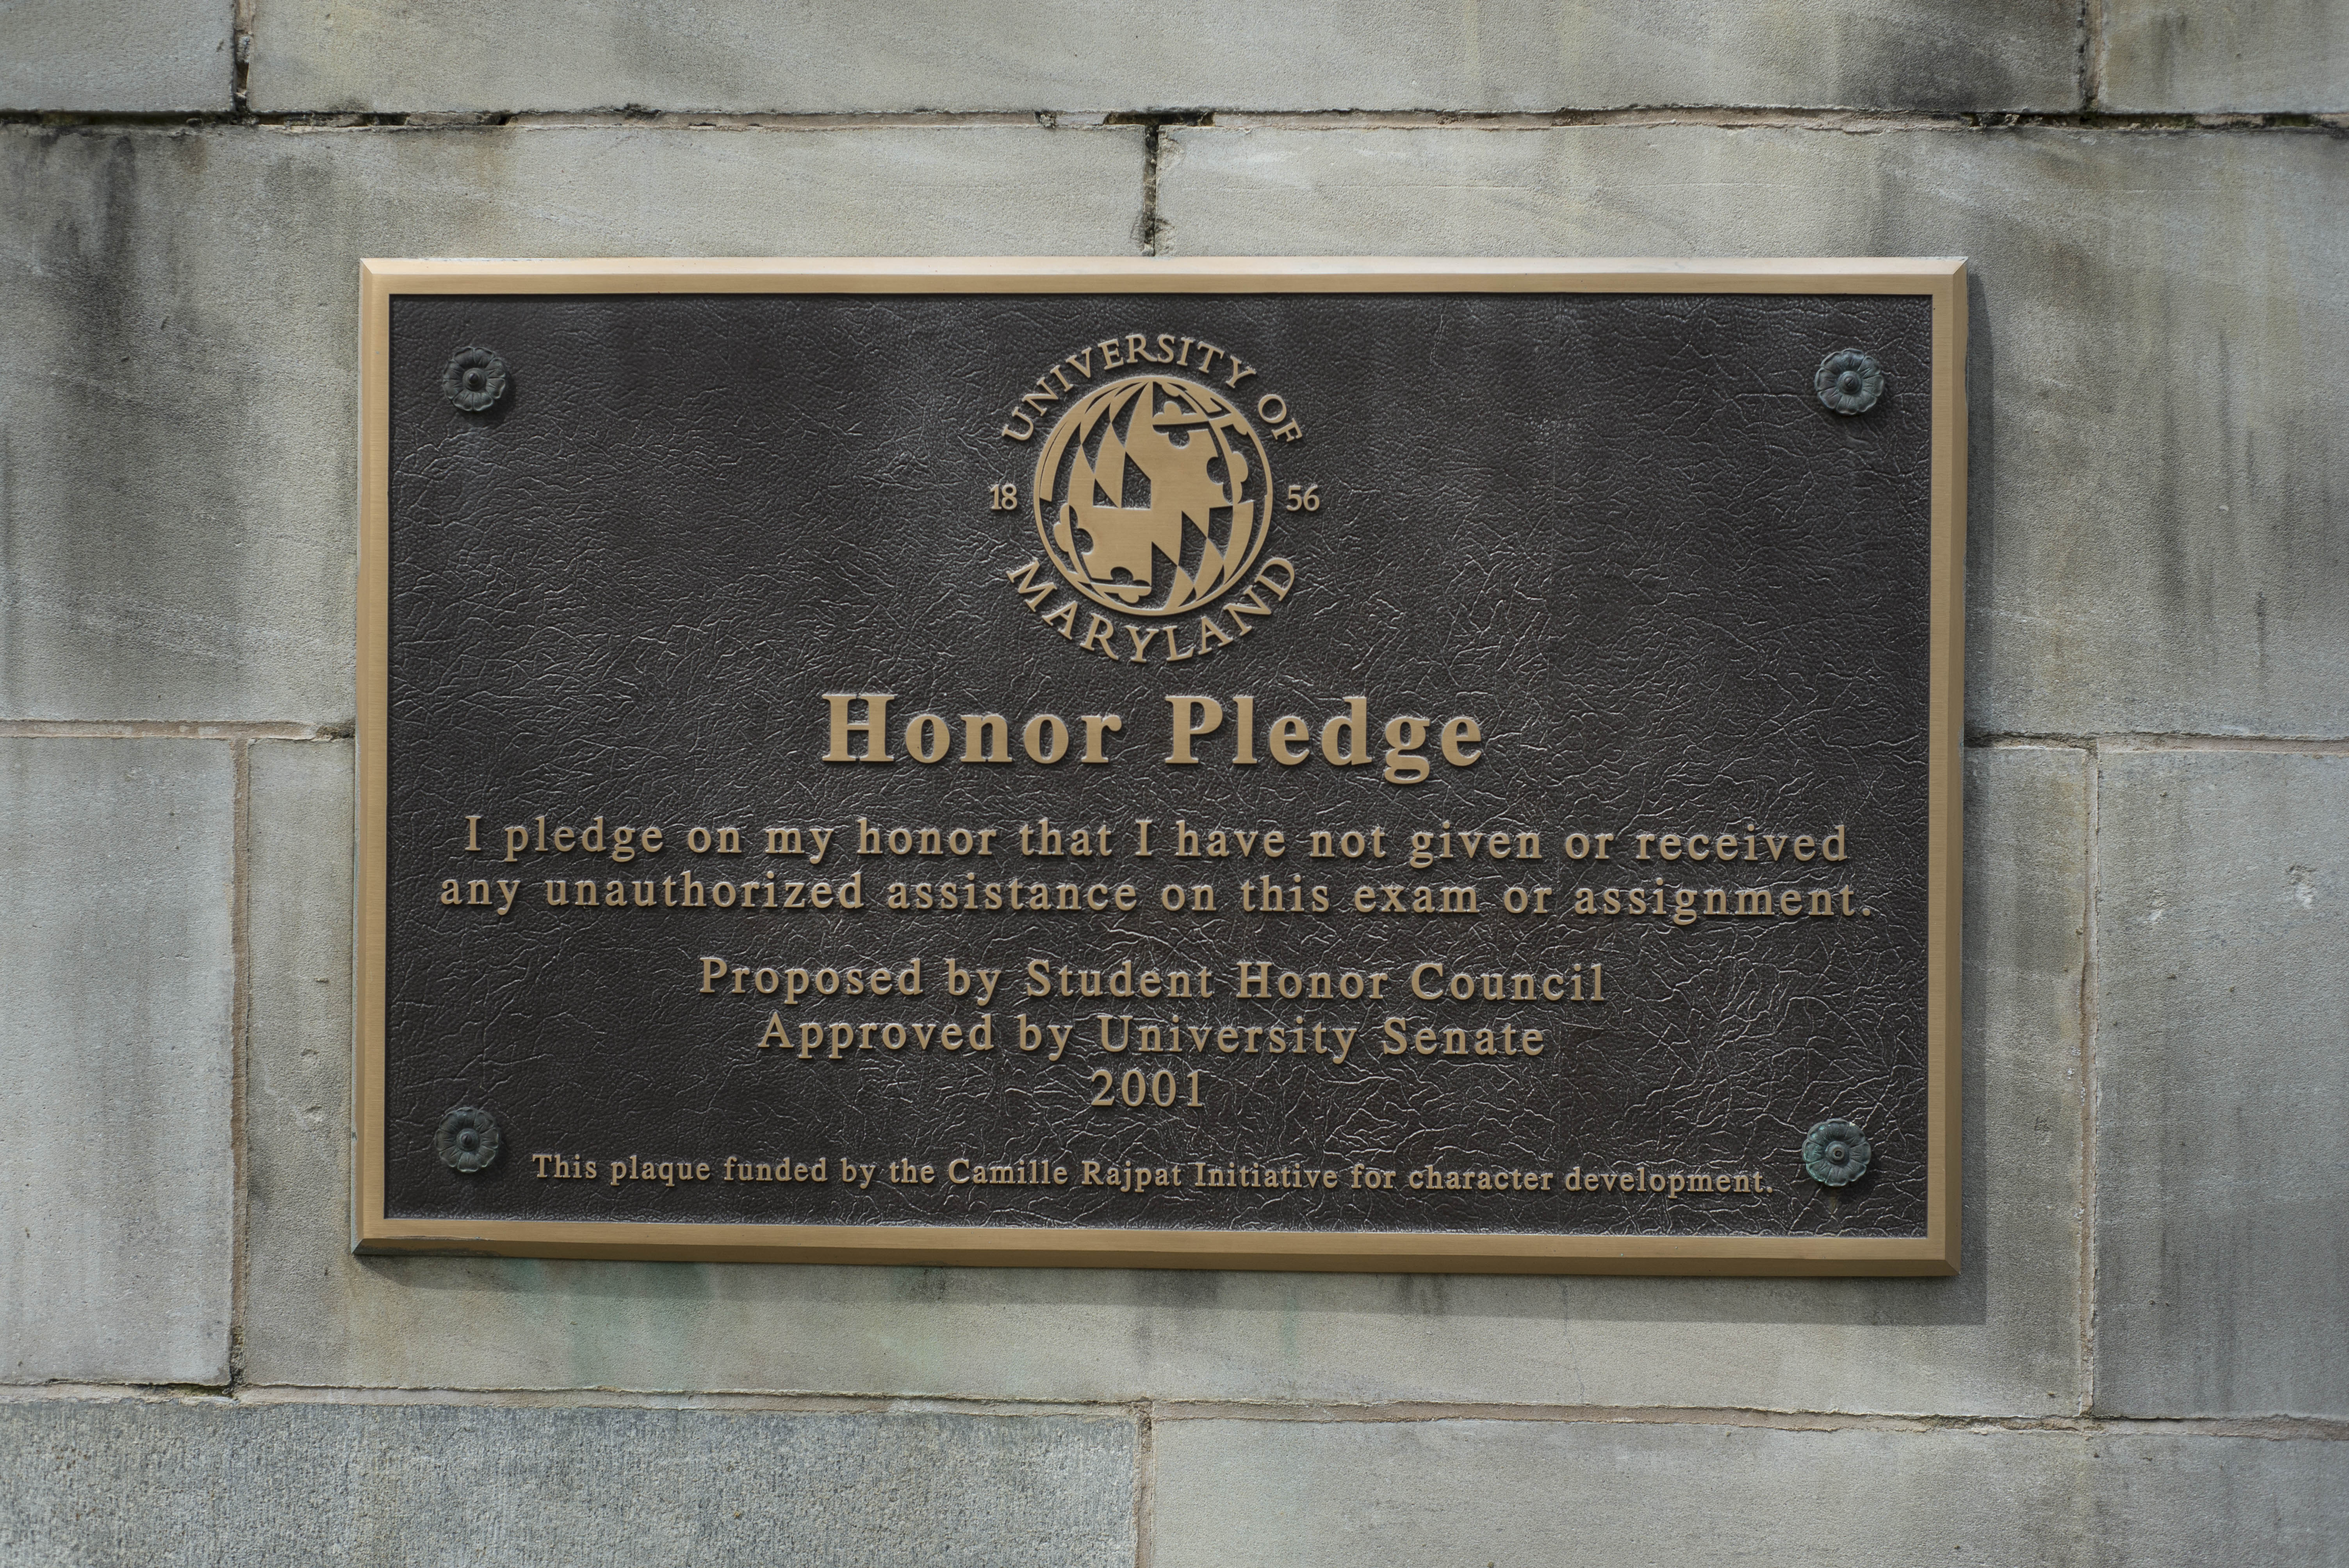 UNIVERSITY OF
18 56
MARYLAND
Honor Pledge
I pledge on my honor that I have not given or received
any unauthorized assistance on this exam or assignment.
Proposed by Student Honor Council
Approved by University Senate
2001
This plaque funded by the Camille Rajpat Initiative for character development.